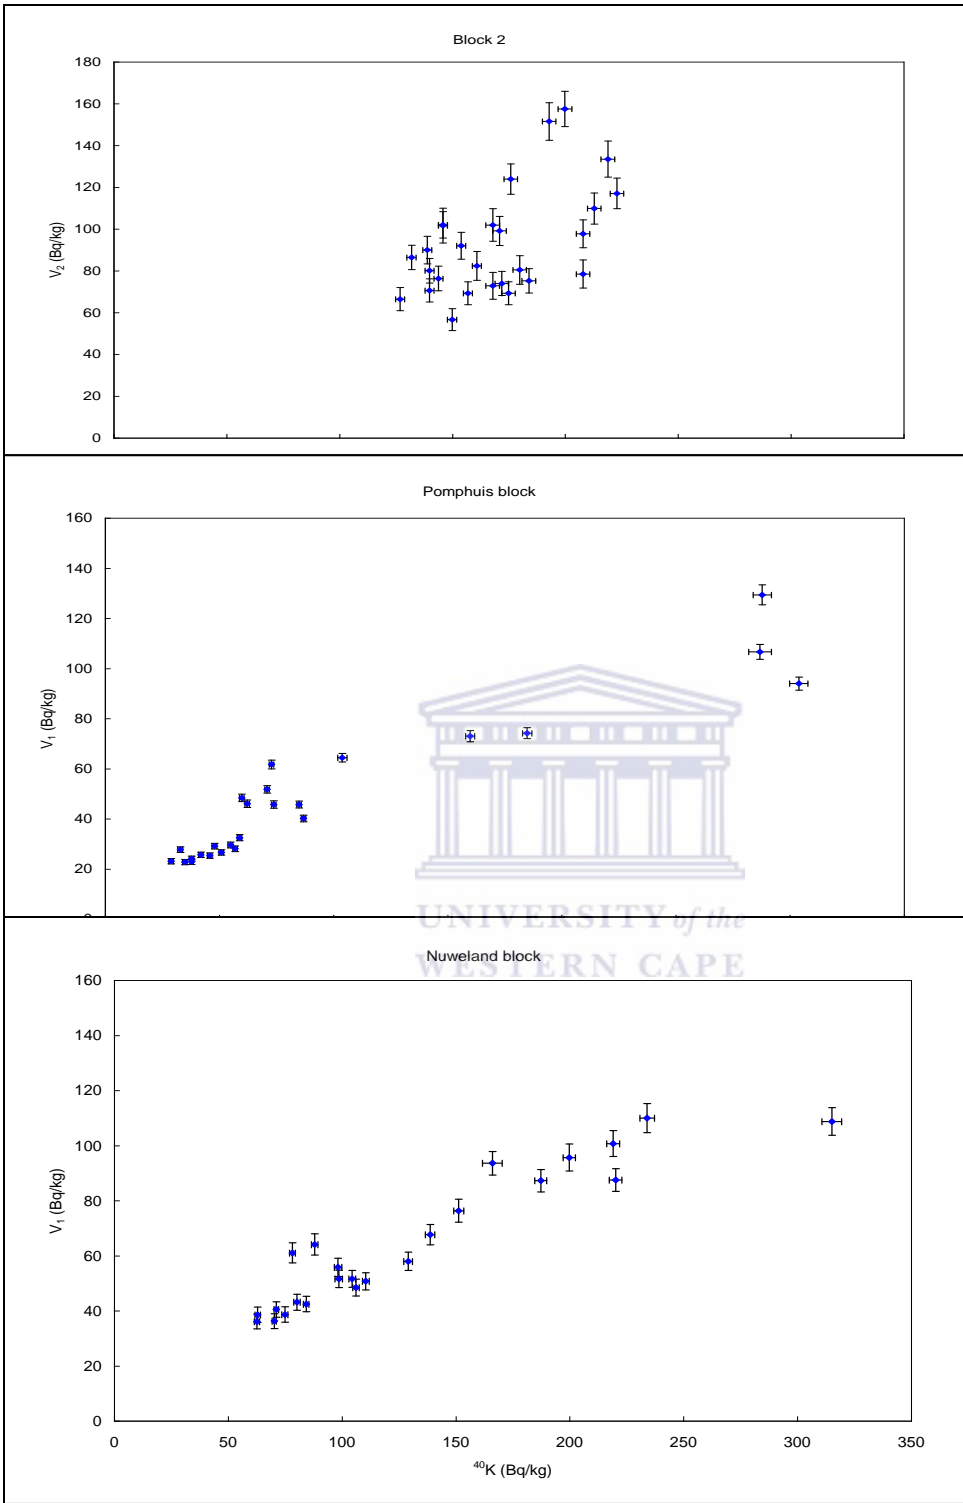 Block 2
180
160
140
120
100
80
60
40
20
0
V₂ (Bq/kg)
Pomphuis block
160
140
120
100
80
60
40
20
0
V₁ (Bq/kg)
UNIVERSITY of the
WESTERN CAPE
Nuweland block
160
140
120
100
80
60
40
20
0
V₁ (Bq/kg)
0 50 100 150 200 250 300 350
⁴⁰K (Bq/kg)